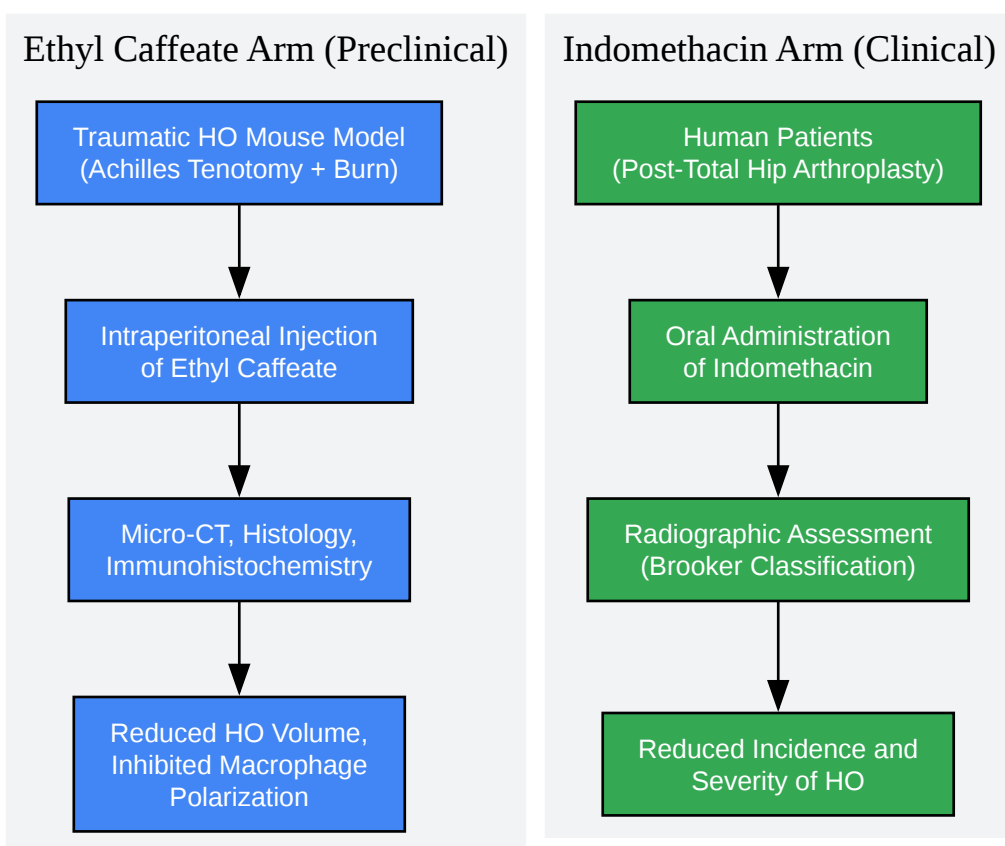 Ethyl Caffeate Arm (Preclinical)
Traumatic HO Mouse Model
(Achilles Tenotomy + Burn)
Intraperitoneal Injection
of Ethyl Caffeate
Micro-CT, Histology,
Immunohistochemistry
Reduced HO Volume,
Inhibited Macrophage
Polarization
Indomethacin Arm (Clinical)
Human Patients
(Post-Total Hip Arthroplasty)
Oral Administration
of Indomethacin
Radiographic Assessment
(Brooker Classification)
Reduced Incidence and
Severity of HO